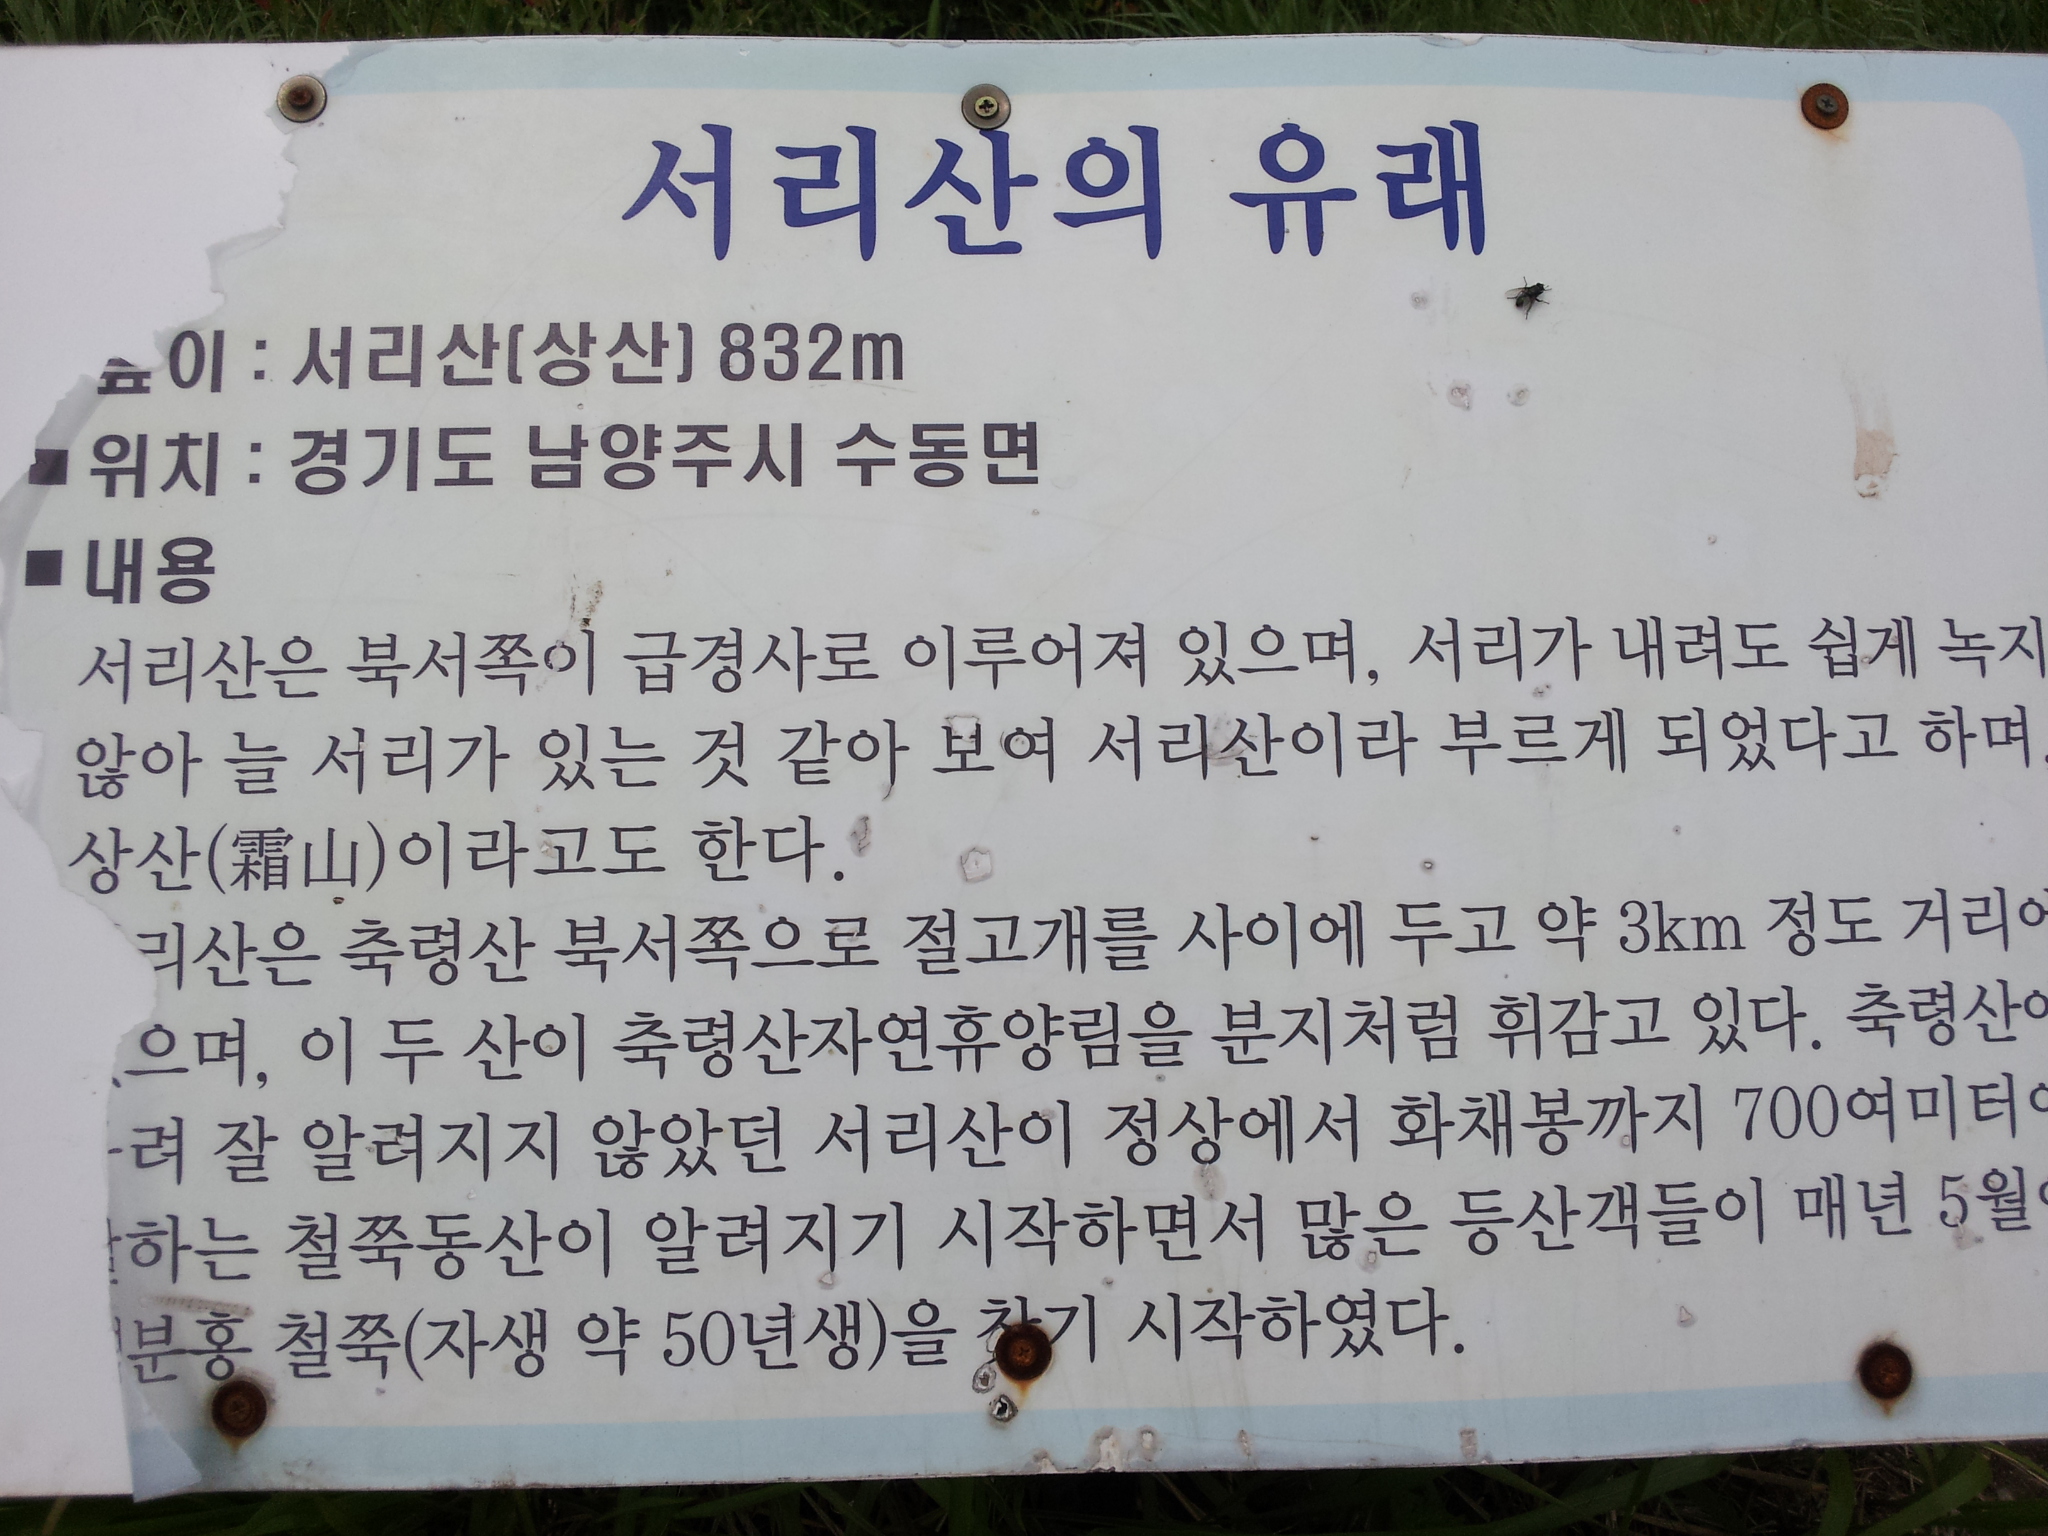 서리산의 유래
이 : 서리산(상산) 832m
■ 위치 : 경기도 남양주시 수동면
■ 내용
서리산은 북서쪽이 급경사로 이루어져 있으며, 서리가 내려도 쉽게 녹지
않아 늘 서리가 있는 것 같아 보여 서리산이라 부르게 되었다고 하며,
상산(霜山)이라고도 한다.
리산은 축령산 북서쪽으로 절고개를 사이에 두고 약 3km 정도 거리에
으며, 이 두 산이 축령산자연휴양림을 분지처럼 휘감고 있다. 축령산에
려 잘 알려지지 않았던 서리산이 정상에서 화채봉까지 700여미터에
하는 철쭉동산이 알려지기 시작하면서 많은 등산객들이 매년 5월이
분홍 철쭉(자생 약 50년생)을 찾기 시작하였다.